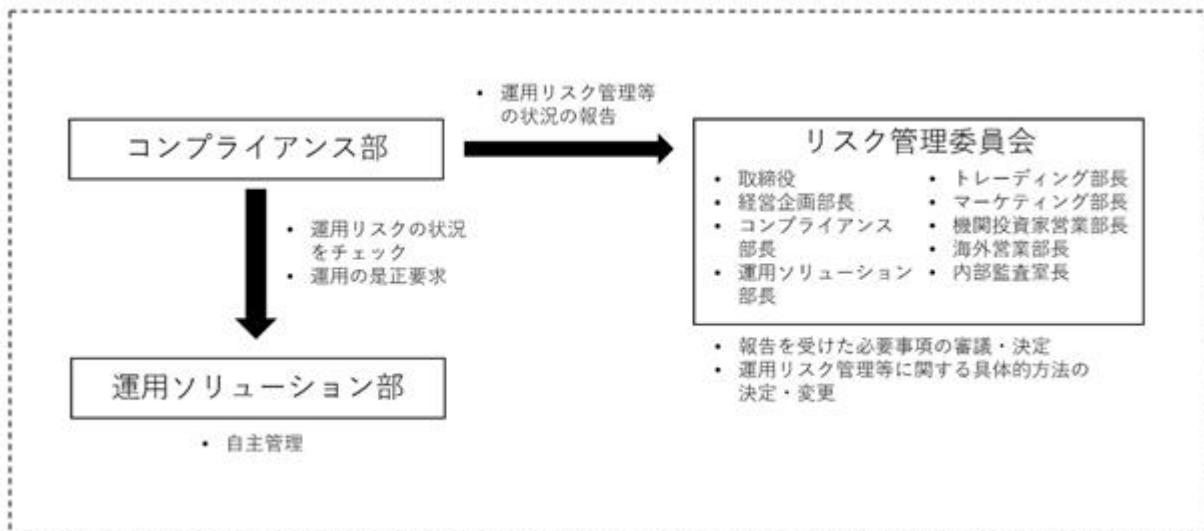 • 運用リスク管理等
の状況の報告
コンプライアンス部
リスク管理委員会
• 取締役
• 経営企画部長
• コンプライアンス
部長
• 運用ソリューション
部長
• トレーディング部長
• マーケティング部長
• 機関投資家営業部長
• 海外営業部長
• 内部監査室長
• 運用リスクの状況
をチェック
• 運用の是正要求
• 報告を受けた必要事項の審議・決定
• 運用リスク管理等に関する具体的方法の
決定・変更
運用ソリューション部
• 自主管理